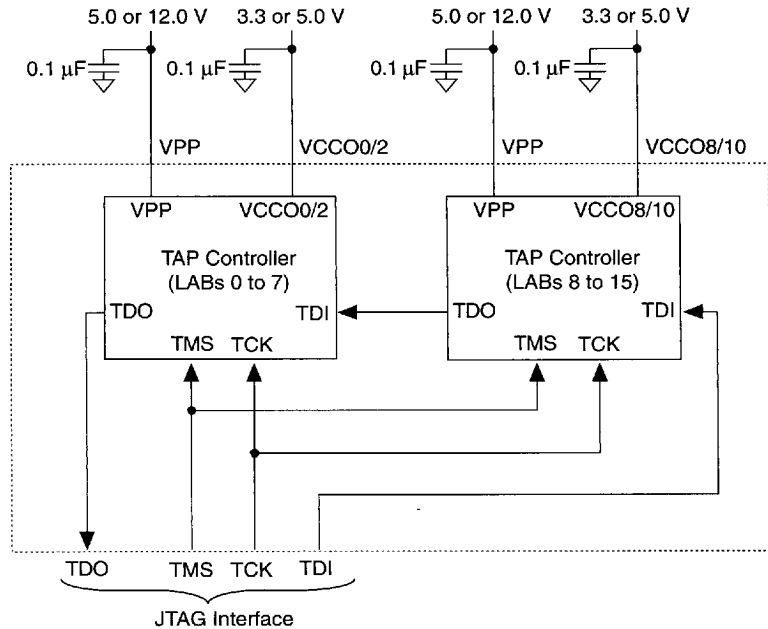 5.0 or 12.0 V 3.3 or 5.0 V 5.0 or 12.0 V 3.3 or 5.0 V
0.1 µF 0.1 µF 0.1 µF 0.1 µF
VPP VCCO0/2 VPP VCCO8/10
VPP VCCO0/2 VPP VCCO8/10
TAP Controller TAP Controller
(LABs 0 to 7) (LABs 8 to 15)
TDO TDI TDO TDI
TMS TCK TMS TCK
TDO TMS TCK TDI
JTAG Interface